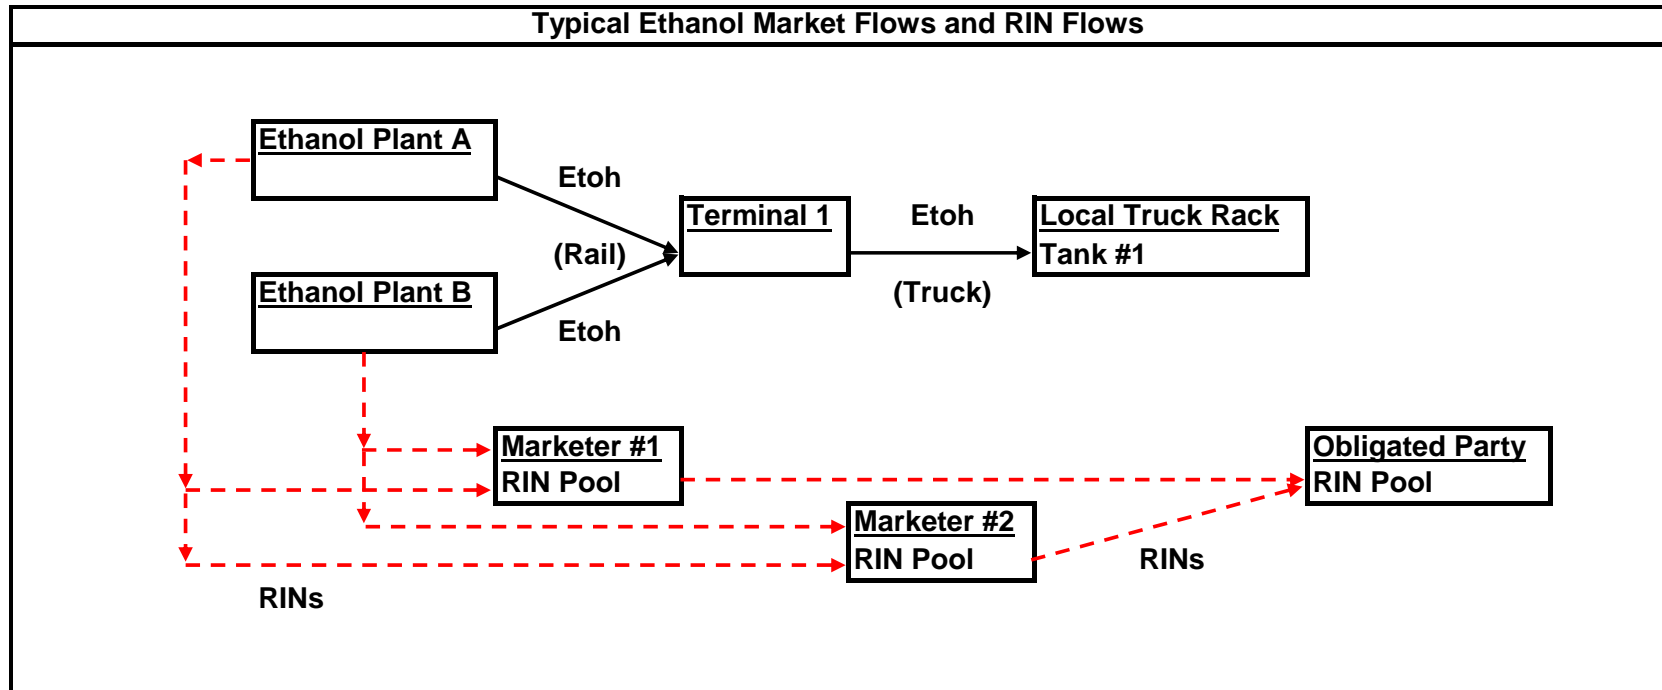 Typical Ethanol Market Flows and RIN Flows
Ethanol Plant A
Etoh
Terminal 1
Etoh
Local Truck Rack
Tank #1
(Rail)
(Truck)
Ethanol Plant B
Etoh
Marketer #1
RIN Pool
Obligated Party
RIN Pool
Marketer #2
RIN Pool
RINs
RINs